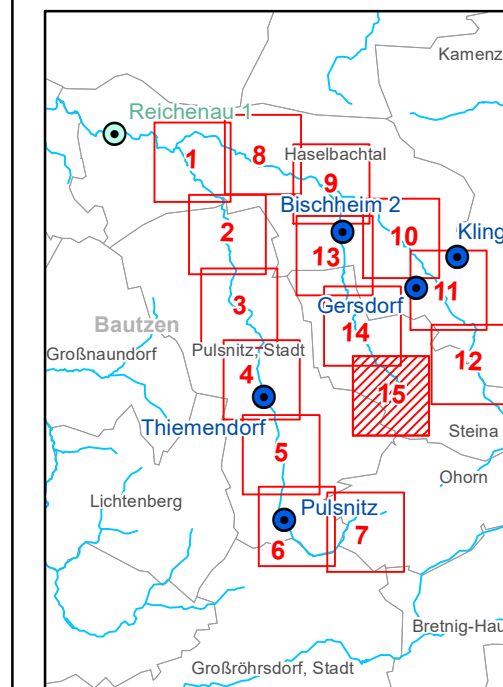 Kamenz
Reichenau 1
1
8
Haselbachtal
9
Bischheim 2
2
10
Kling
13
11
Gersdorf
3
14
Bautzen
Pulsnitz, Stadt
Großnaundorf
12
4
15
Thiemendorf
Steina
5
Ohorn
Lichtenberg
Pulsnitz
7
6
Bretnig-Hau
Großröhrsdorf, Stadt